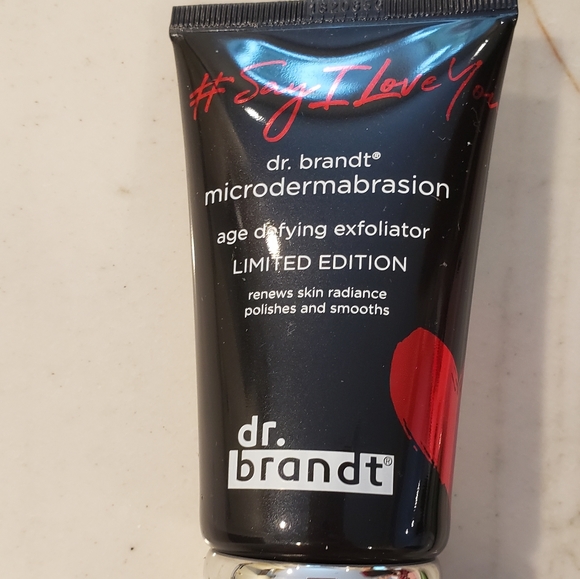 #Say I Love You
dr. brandt®
microdermabrasion
age defying exfoliator
LIMITED EDITION
renews skin radiance
polishes and smooths
dr.
brandt®